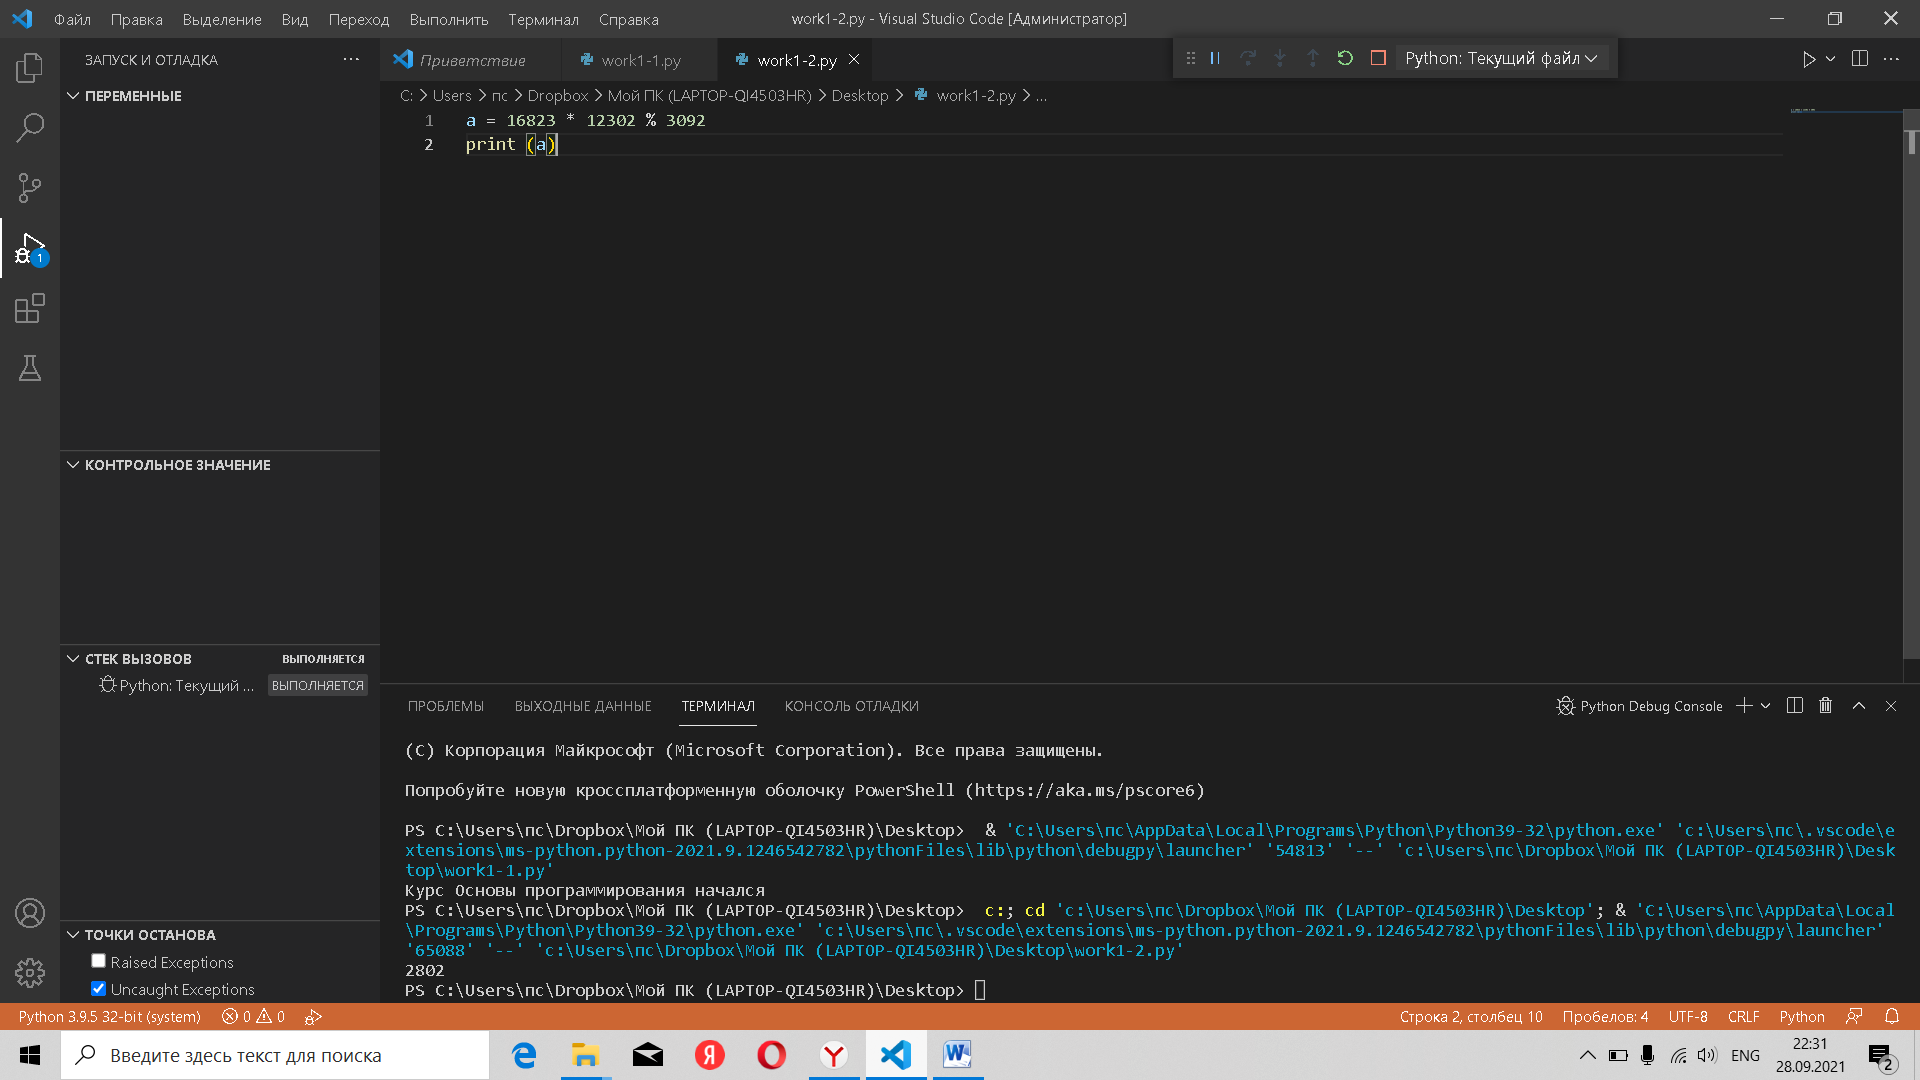 Файл Правка Выделение Вид Переход Выполнить Терминал Справка work1-2.py - Visual Studio Code [Администратор]
ЗАПУСК И ОТЛАДКА ... Приветствие work1-1.py work1-2.py Python: Текущий файл
C: > Users > пс > Dropbox > Мой ПК (LAPTOP-QI4503HR) > Desktop > work1-2.py > ...
ПЕРЕМЕННЫЕ
1 a = 16823 * 12302 % 3092
2 print (a)
1
КОНТРОЛЬНОЕ ЗНАЧЕНИЕ
СТЕК ВЫЗОВОВ ВЫПОЛНЯЕТСЯ
Python: Текущий ... ВЫПОЛНЯЕТСЯ
ТОЧКИ ОСТАНОВА
Raised Exceptions
Uncaught Exceptions
ПРОБЛЕМЫ ВЫХОДНЫЕ ДАННЫЕ ТЕРМИНАЛ КОНСОЛЬ ОТЛАДКИ Python Debug Console
(C) Корпорация Майкрософт (Microsoft Corporation). Все права защищены.
Попробуйте новую кроссплатформенную оболочку PowerShell (https://aka.ms/pscore6)
PS C:\Users\пс\Dropbox\Мой ПК (LAPTOP-QI4503HR)\Desktop>  & 'C:\Users\пс\AppData\Local\Programs\Python\Python39-32\python.exe' 'c:\Users\пс\.vscode\e
xtensions\ms-python.python-2021.9.1246542782\pythonFiles\lib\python\debugpy\launcher' '54813' '--' 'c:\Users\пс\Dropbox\Мой ПК (LAPTOP-QI4503HR)\Desk
top\work1-1.py'
Курс Основы программирования начался
PS C:\Users\пс\Dropbox\Мой ПК (LAPTOP-QI4503HR)\Desktop>  c:; cd 'c:\Users\пс\Dropbox\Мой ПК (LAPTOP-QI4503HR)\Desktop'; & 'C:\Users\пс\AppData\Local
\Programs\Python\Python39-32\python.exe' 'c:\Users\пс\.vscode\extensions\ms-python.python-2021.9.1246542782\pythonFiles\lib\python\debugpy\launcher'
'65088' '--' 'c:\Users\пс\Dropbox\Мой ПК (LAPTOP-QI4503HR)\Desktop\work1-2.py'
2802
PS C:\Users\пс\Dropbox\Мой ПК (LAPTOP-QI4503HR)\Desktop>
Python 3.9.5 32-bit (system) 0 0 Строка 2, столбец 10 Пробелов: 4 UTF-8 CRLF Python
Введите здесь текст для поиска ENG 22:31
28.09.2021 2